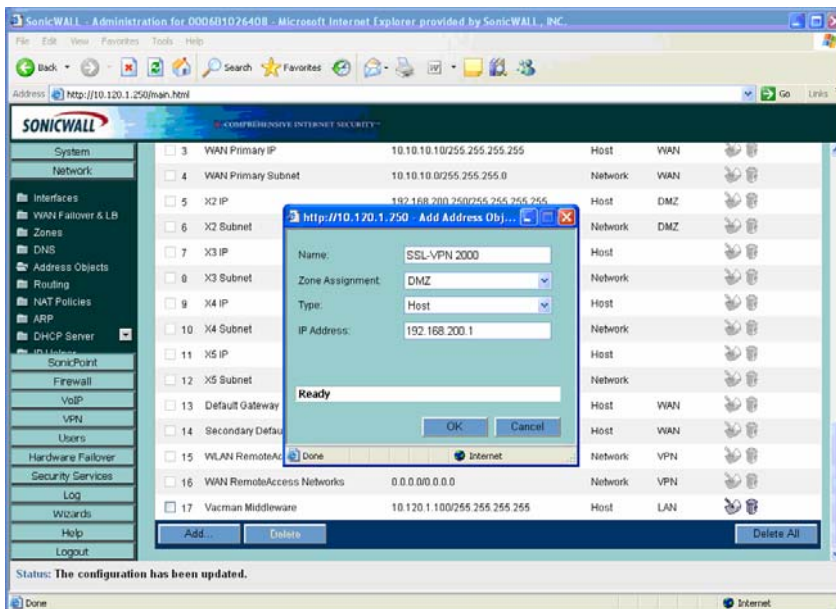 SonicWALL - Administration for 0006B1026408 - Microsoft Internet Explorer provided by SonicWALL, INC.
File Edit View Favorites Tools Help
Back Search Favorites
Address http://10.120.1.250/main.html Go Links
SONICWALL COMPREHENSIVE INTERNET SECURITY™
System
Network
Interfaces
WAN Failover & LB
Zones
DNS
Address Objects
Routing
NAT Policies
ARP
DHCP Server
SonicPoint
Firewall
VoIP
VPN
Users
Hardware Failover
Security Services
Log
Wizards
Help
Logout
3 WAN Primary IP 10.10.10.10/255.255.255.255 Host WAN
4 WAN Primary Subnet 10.10.10.0/255.255.255.0 Network WAN
5 X2 IP 192.168.200.250/255.255.255.255 Host DMZ
6 X2 Subnet Network DMZ
7 X3 IP Host
8 X3 Subnet Network
9 X4 IP Host
10 X4 Subnet Network
11 X5 IP Host
12 X5 Subnet Network
13 Default Gateway Host WAN
14 Secondary Defau Host WAN
15 WLAN RemoteAc Network VPN
16 WAN RemoteAccess Networks 0.0.0.0/0.0.0.0 Network VPN
17 Vacman Middleware 10.120.1.100/255.255.255.255 Host LAN
Add... Delete Delete All
http://10.120.1.250 - Add Address Obj...
Name: SSL-VPN 2000
Zone Assignment: DMZ
Type: Host
IP Address: 192.168.200.1
Ready
OK Cancel
Done Internet
Status: The configuration has been updated.
Done Internet